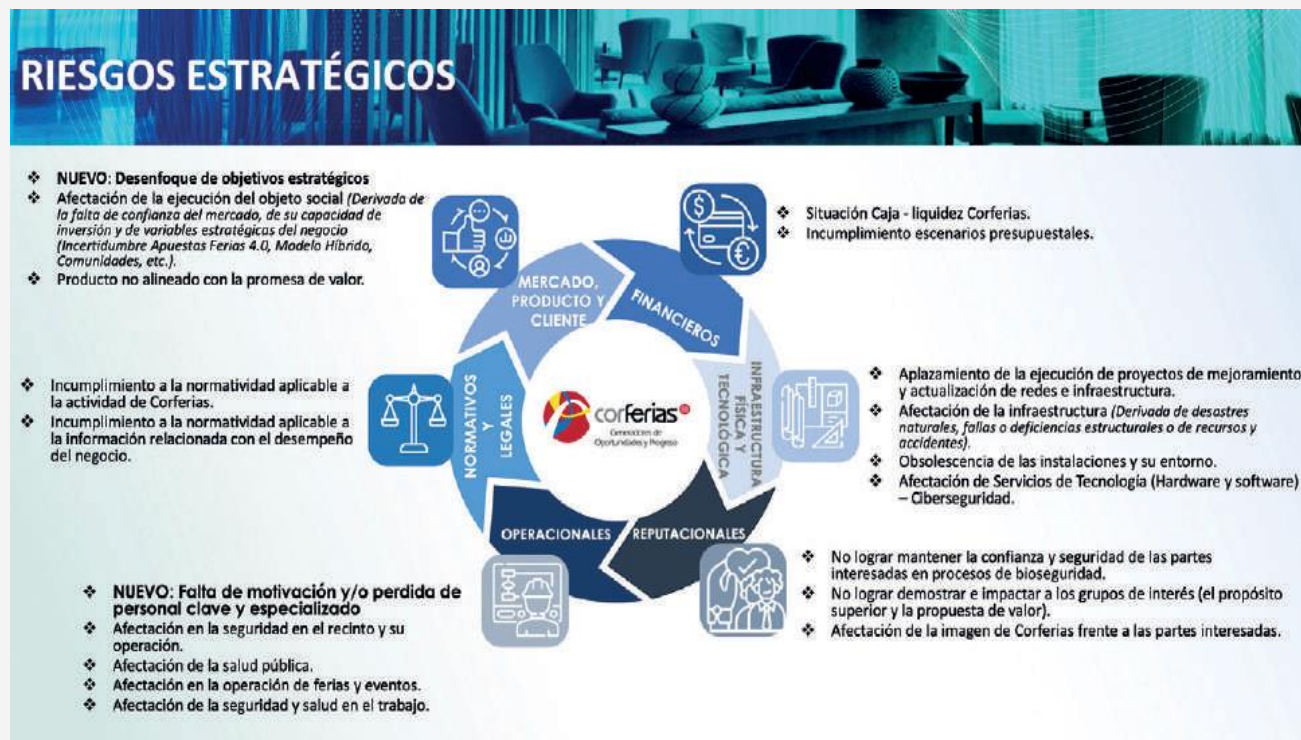 RIESGOS ESTRATÉGICOS
❖ NUEVO: Desenfoque de objetivos estratégicos
❖ Afectación de la ejecución del objeto social (Derivada de
la falta de confianza del mercado, de su capacidad de
inversión y de variables estratégicas del negocio
(Incertidumbre Apuestas Ferias 4.0, Modelo Híbrido,
Comunidades, etc.).
❖ Producto no alineado con la promesa de valor.
❖ Situación Caja - liquidez Corferias.
❖ Incumplimiento escenarios presupuestales.
MERCADO,
PRODUCTO Y
CLIENTE
FINANCIEROS
❖ Incumplimiento a la normatividad aplicable a
la actividad de Corferias.
❖ Incumplimiento a la normatividad aplicable a
la información relacionada con el desempeño
del negocio.
NORMATIVOS
Y
LEGALES
corferias
Generadores de
Oportunidades y Progreso
INFRAESTRUCTURA
FÍSICA Y
TECNOLÓGICA
❖ Aplazamiento de la ejecución de proyectos de mejoramiento
y actualización de redes e infraestructura.
❖ Afectación de la infraestructura (Derivada de desastres
naturales, fallas o deficiencias estructurales o de recursos y
accidentes).
❖ Obsolescencia de las instalaciones y su entorno.
❖ Afectación de Servicios de Tecnología (Hardware y software)
– Ciberseguridad.
OPERACIONALES
REPUTACIONALES
❖ NUEVO: Falta de motivación y/o perdida de
personal clave y especializado
❖ Afectación en la seguridad en el recinto y su
operación.
❖ Afectación de la salud pública.
❖ Afectación en la operación de ferias y eventos.
❖ Afectación de la seguridad y salud en el trabajo.
❖ No lograr mantener la confianza y seguridad de las partes
interesadas en procesos de bioseguridad.
❖ No lograr demostrar e impactar a los grupos de interés (el propósito
superior y la propuesta de valor).
❖ Afectación de la imagen de Corferias frente a las partes interesadas.